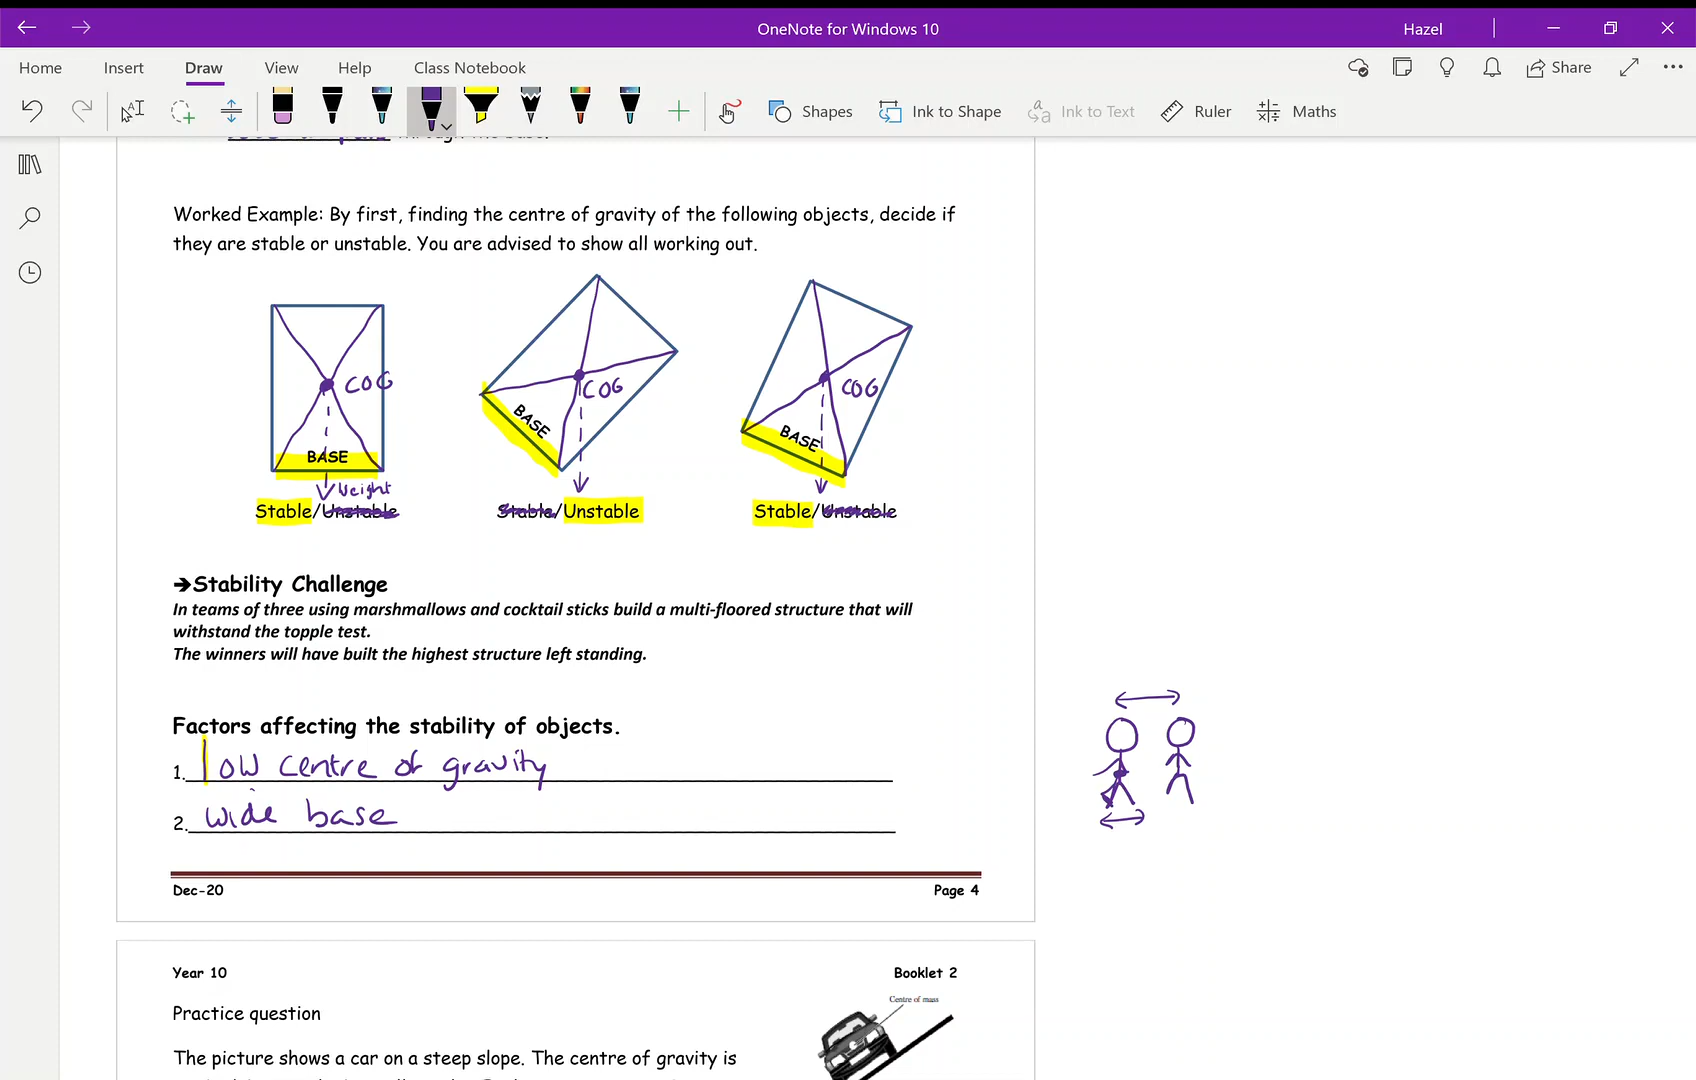 OneNote for Windows 10
Hazel
Home Insert Draw View Help Class Notebook
Share
Shapes Ink to Shape Ink to Text Ruler Maths
through the base.
Worked Example: By first, finding the centre of gravity of the following objects, decide if
they are stable or unstable. You are advised to show all working out.
COG
BASE
Weight
Stable/Unstable
COG
BASE
Stable/Unstable
COG
BASE
Stable/Unstable
➔Stability Challenge
In teams of three using marshmallows and cocktail sticks build a multi-floored structure that will
withstand the topple test.
The winners will have built the highest structure left standing.
Factors affecting the stability of objects.
1. low centre of gravity
2. wide base
Dec-20 Page 4
Year 10 Booklet 2
Centre of mass
Practice question
The picture shows a car on a steep slope. The centre of gravity is